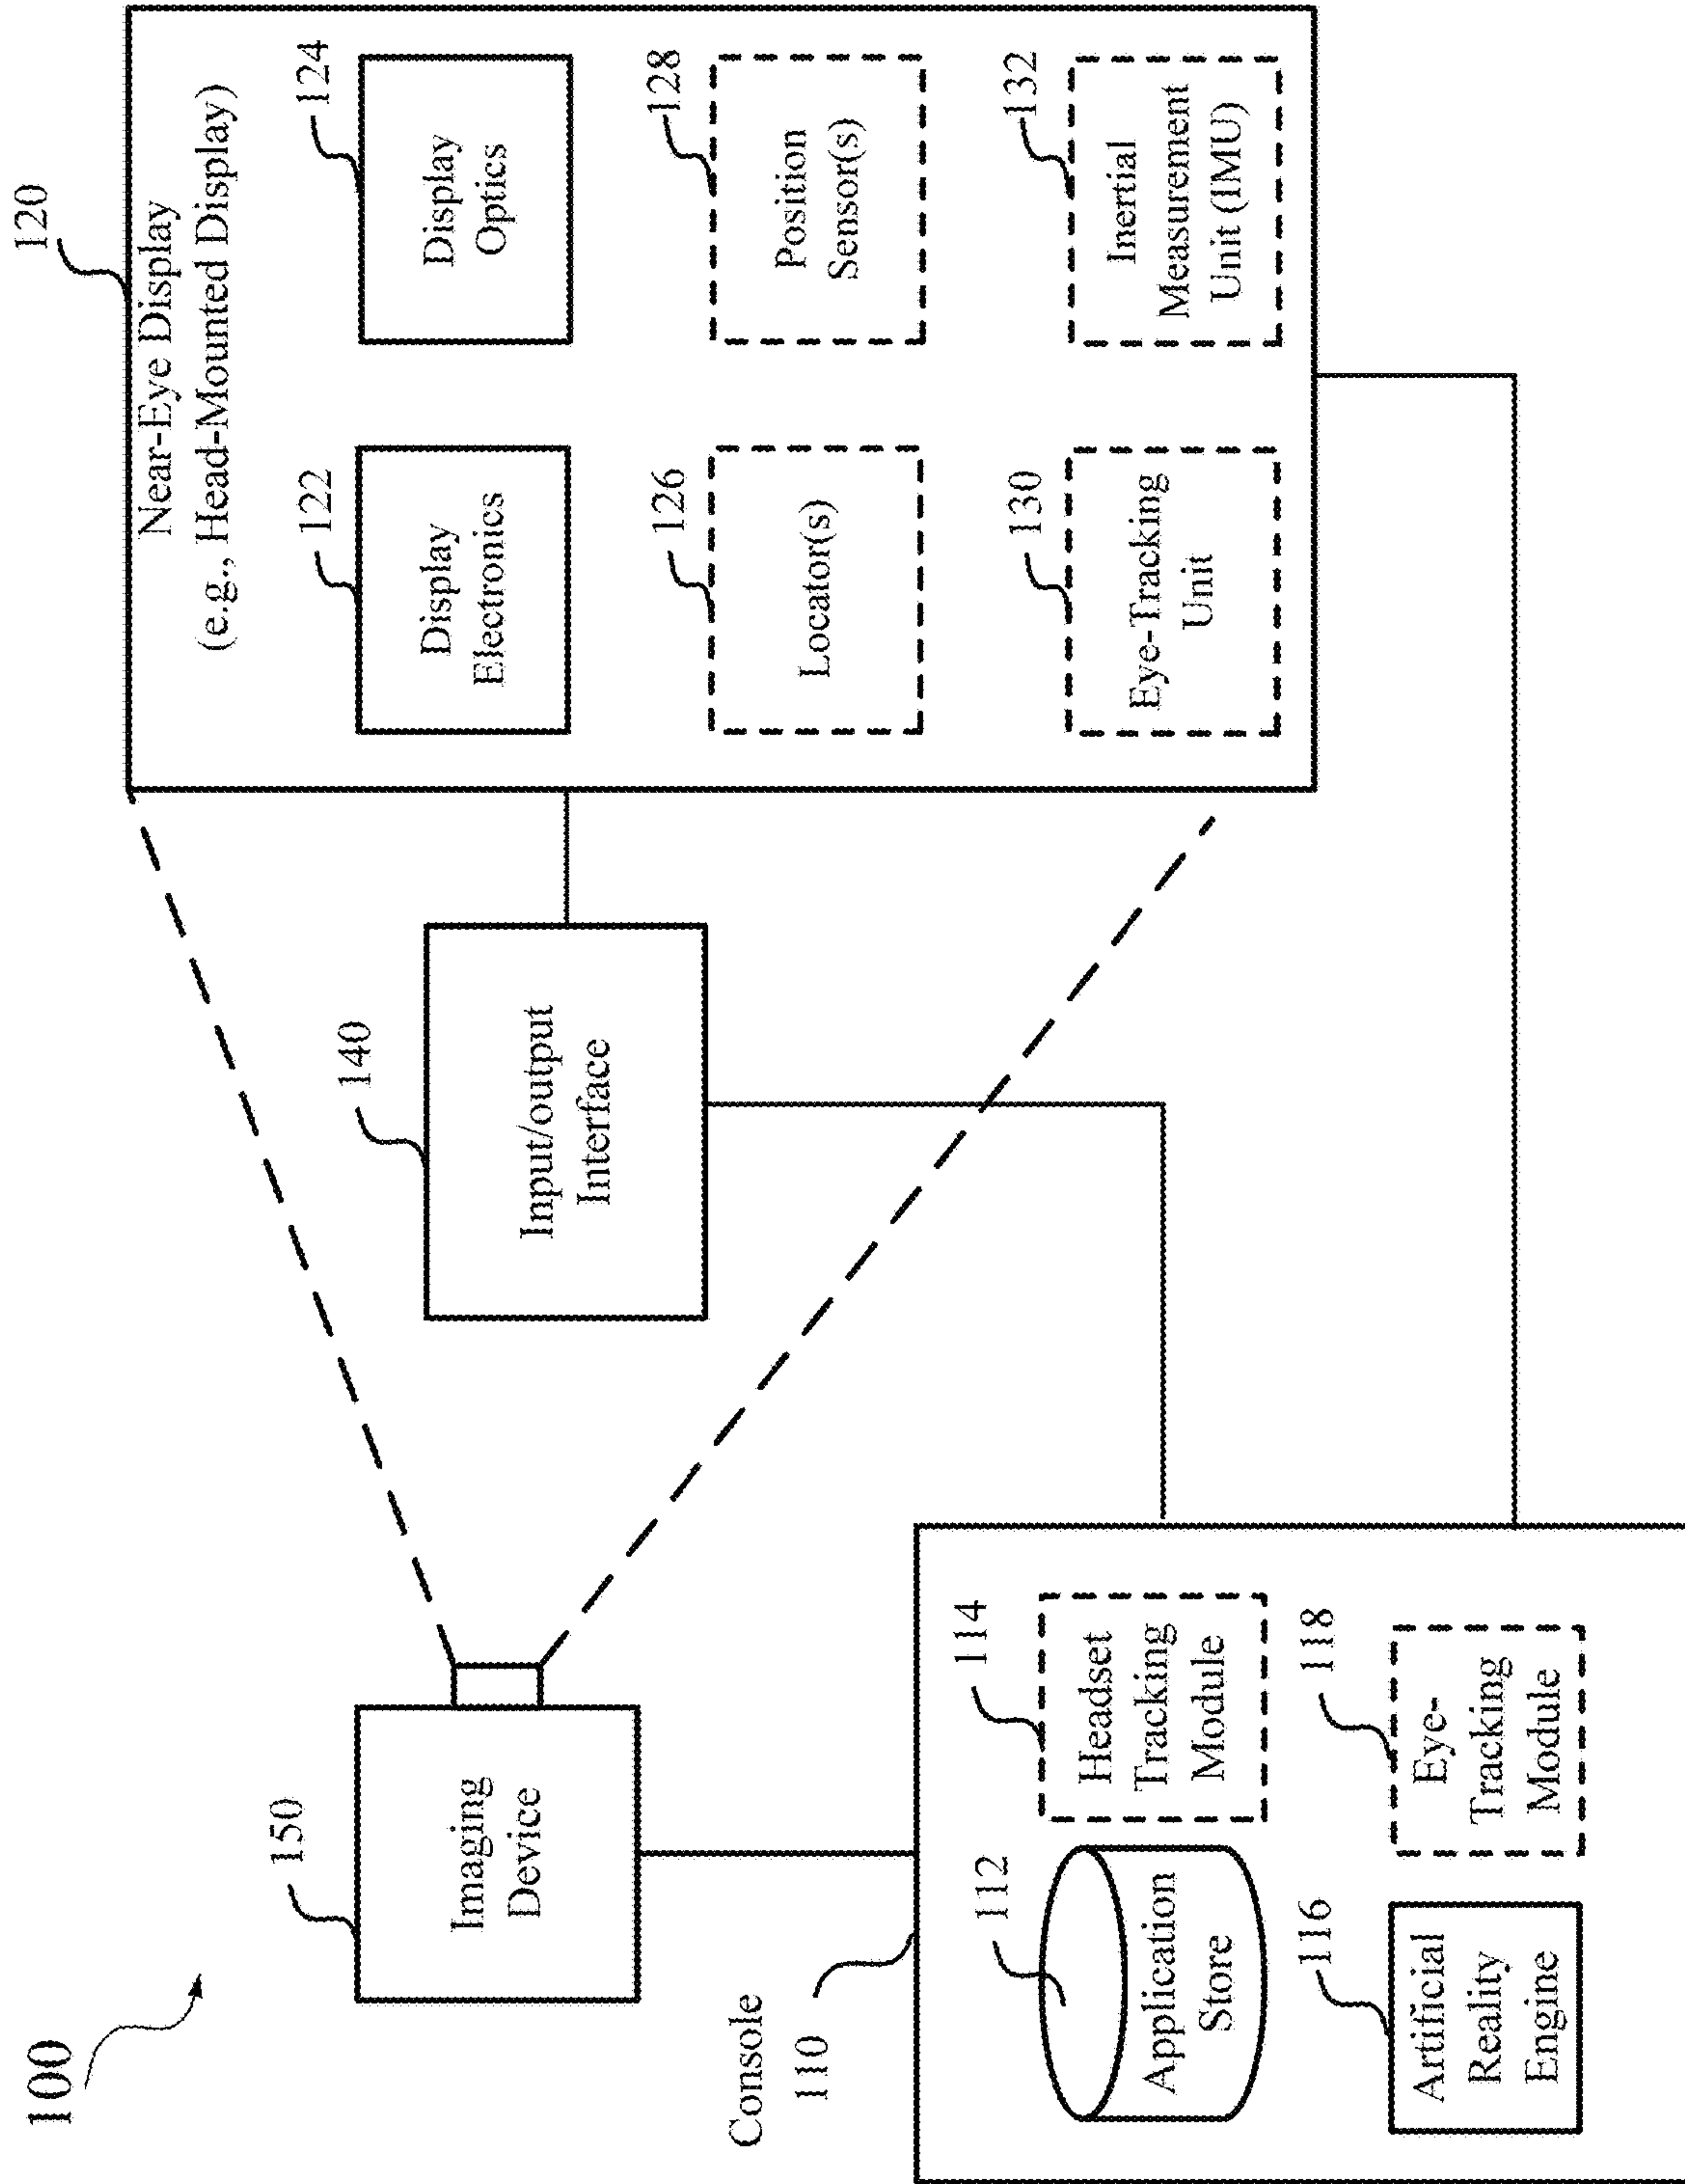 100
150
Imaging
Device
140
Input/output
Interface
120
Near-Eye Display
(e.g., Head-Mounted Display)
122
Display
Electronics
124
Display
Optics
126
Locator(s)
128
Position
Sensor(s)
130
Eye-Tracking
Unit
132
Inertial
Measurement
Unit (IMU)
Console
110
112
Application
Store
114
Headset
Tracking
Module
116
Artificial
Reality
Engine
118
Eye-
Tracking
Module